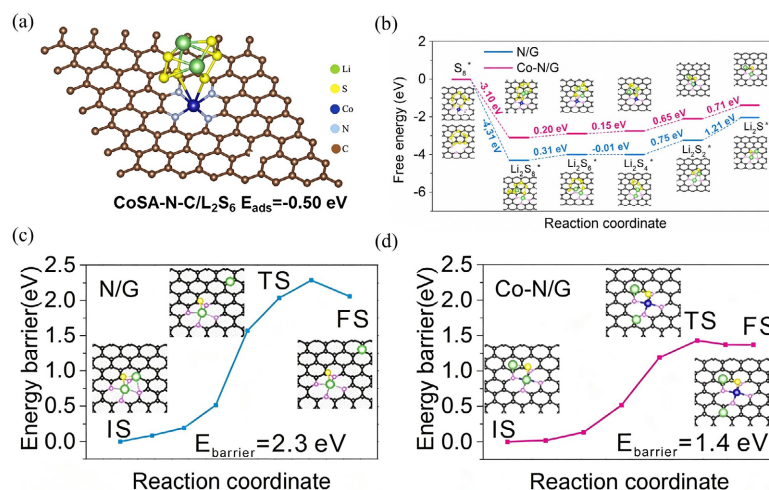 (a)
Li
S
Co
N
C
CoSA-N-C/L₂S₆ E_ads=-0.50 eV
(b)
N/G
Co-N/G
S₈*
-3.10 eV
-4.31 eV
0.20 eV
0.15 eV
0.65 eV
0.71 eV
0.31 eV
-0.01 eV
0.75 eV
1.21 eV
Li₂S₈*
Li₂S₆*
Li₂S₄*
Li₂S₂*
Li₂S*
2
0
-2
-4
-6
Free energy (eV)
Reaction coordinate
(c)
N/G
IS
TS
FS
E_barrier=2.3 eV
2.5
2.0
1.5
1.0
0.5
0.0
Energy barrier(eV)
Reaction coordinate
(d)
Co-N/G
IS
TS
FS
E_barrier=1.4 eV
2.5
2.0
1.5
1.0
0.5
0.0
Energy barrier(eV)
Reaction coordinate